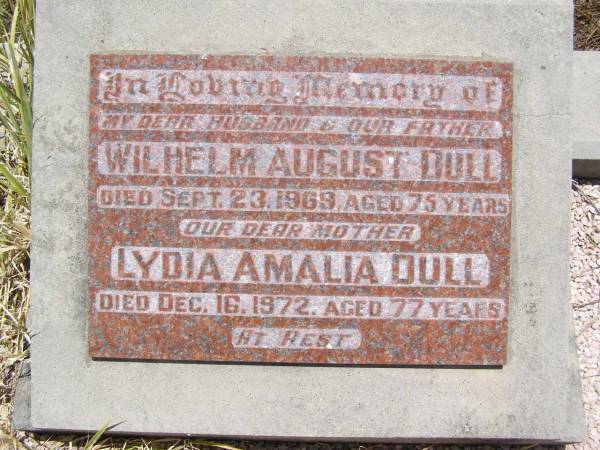 In Loving Memory of
MY DEAR HUSBAND & OUR FATHER
WILHELM AUGUST DULL
DIED SEPT. 23, 1969, AGED 75 YEARS
OUR DEAR MOTHER
LYDIA AMALIA DULL
DIED DEC. 16, 1972. AGED 77 YEARS
AT REST